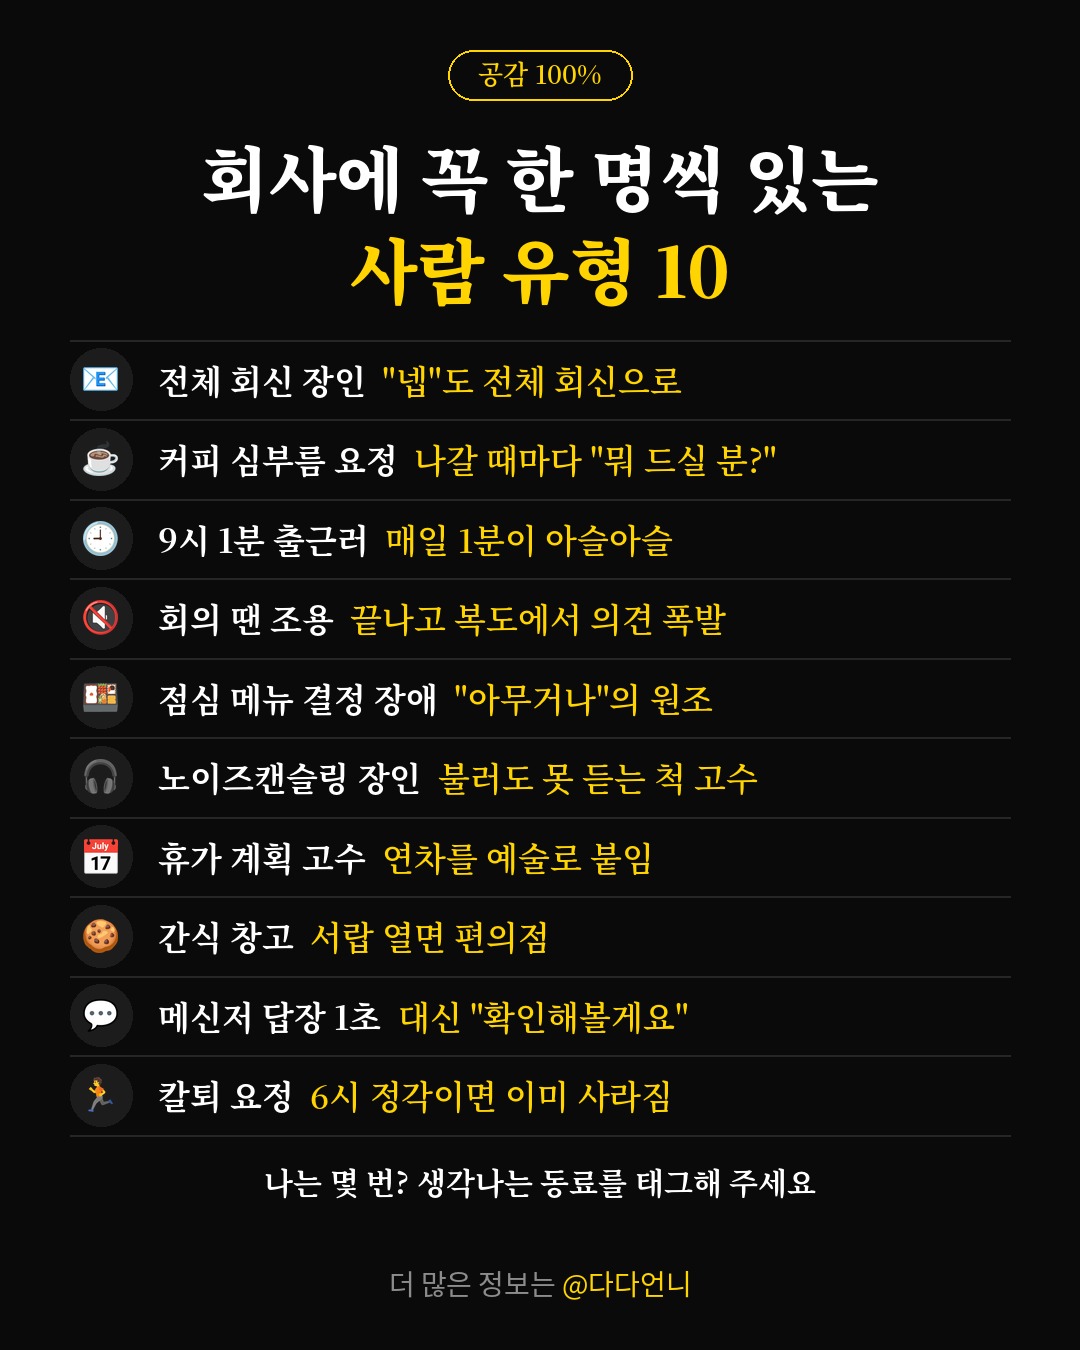 공감 100%
회사에 꼭 한 명씩 있는
사람 유형 10
전체 회신 장인 "넵"도 전체 회신으로
커피 심부름 요정 나갈 때마다 "뭐 드실 분?"
9시 1분 출근러 매일 1분이 아슬아슬
회의 땐 조용 끝나고 복도에서 의견 폭발
점심 메뉴 결정 장애 "아무거나"의 원조
노이즈캔슬링 장인 불러도 못 듣는 척 고수
July
17
휴가 계획 고수 연차를 예술로 붙임
간식 창고 서랍 열면 편의점
메신저 답장 1초 대신 "확인해볼게요"
칼퇴 요정 6시 정각이면 이미 사라짐
나는 몇 번? 생각나는 동료를 태그해 주세요
더 많은 정보는 @다다언니